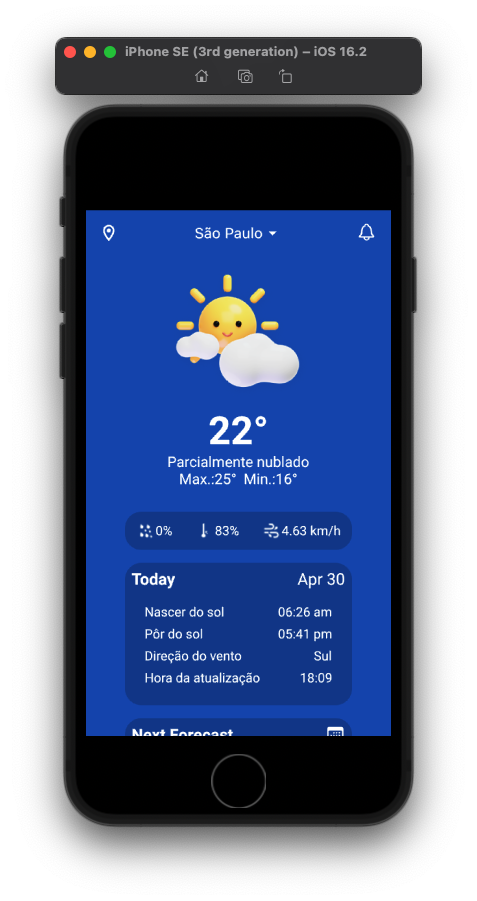 iPhone SE (3rd generation) – iOS 16.2
São Paulo
22°
Parcialmente nublado
Max.:25° Min.:16°
0% 83% 4.63 km/h
Today Apr 30
Nascer do sol 06:26 am
Pôr do sol 05:41 pm
Direção do vento Sul
Hora da atualização 18:09
Next Forecast